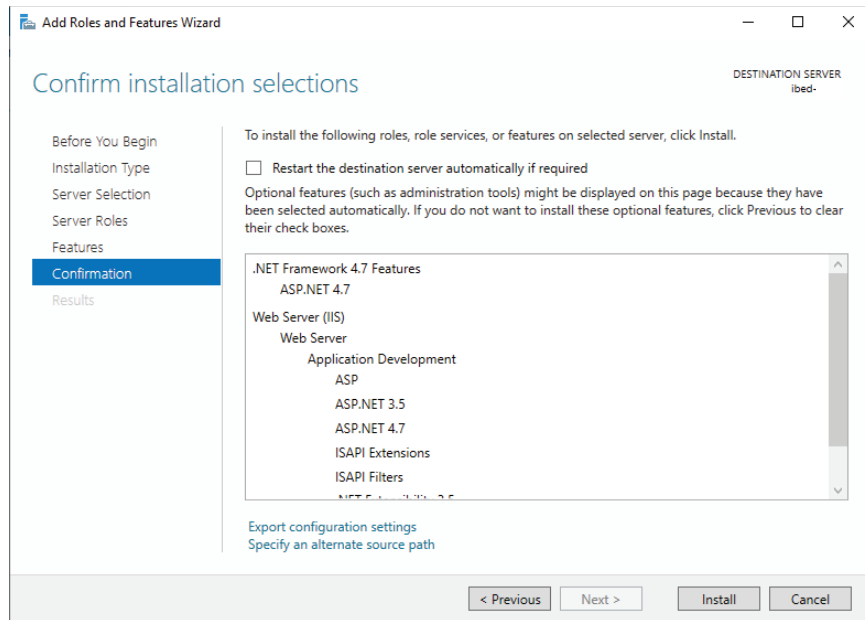 Add Roles and Features Wizard
Confirm installation selections
DESTINATION SERVER
ibed-
Before You Begin
Installation Type
Server Selection
Server Roles
Features
Confirmation
Results
To install the following roles, role services, or features on selected server, click Install.
Restart the destination server automatically if required
Optional features (such as administration tools) might be displayed on this page because they have
been selected automatically. If you do not want to install these optional features, click Previous to clear
their check boxes.
.NET Framework 4.7 Features
ASP.NET 4.7
Web Server (IIS)
Web Server
Application Development
ASP
ASP.NET 3.5
ASP.NET 4.7
ISAPI Extensions
ISAPI Filters
.NET Extensibility 3.5
Export configuration settings
Specify an alternate source path
< Previous
Next >
Install
Cancel